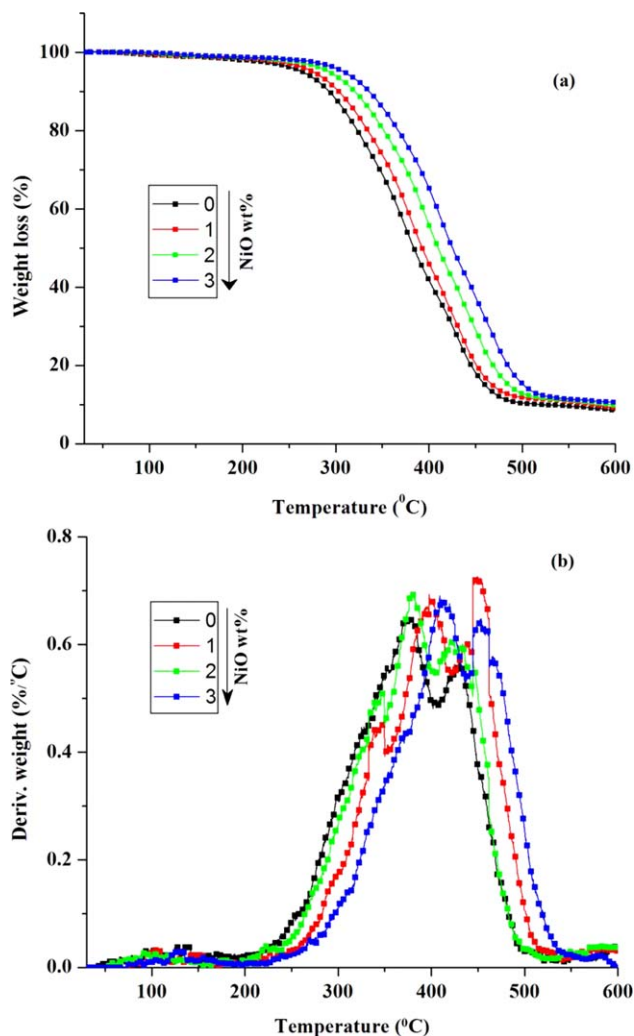 (a)
100
80
60
40
20
0
Weight loss (%)
0
1
2
3
NiO wt%
100 200 300 400 500 600
Temperature (⁰C)
(b)
0.8
0.6
0.4
0.2
0.0
Deriv. weight (%/°C)
0
1
2
3
NiO wt%
100 200 300 400 500 600
Temperature (⁰C)